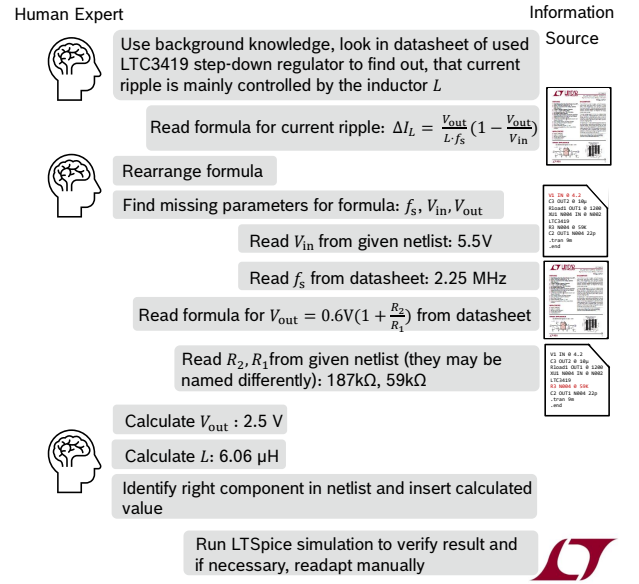 Human Expert
Information
Source
Use background knowledge, look in datasheet of used
LTC3419 step-down regulator to find out, that current
ripple is mainly controlled by the inductor L
Read formula for current ripple: ΔI_L = V_out/(L·f_s) (1 − V_out/V_in)
Rearrange formula
Find missing parameters for formula: f_s, V_in, V_out
V1 IN 0 4.2
C3 OUT2 0 10μ
Rload1 OUT1 0 1200
XU1 N004 IN 0 N002
LTC3419
R3 N004 0 59K
C2 OUT1 N004 22p
.tran 9m
.end
Read V_in from given netlist: 5.5V
Read f_s from datasheet: 2.25 MHz
Read formula for V_out = 0.6V(1 + R_2/R_1) from datasheet
Read R_2, R_1 from given netlist (they may be
named differently): 187kΩ, 59kΩ
V1 IN 0 4.2
C3 OUT2 0 10μ
Rload1 OUT1 0 1200
XU1 N004 IN 0 N002
LTC3419
R3 N004 0 59K
C2 OUT1 N004 22p
.tran 9m
.end
Calculate V_out : 2.5 V
Calculate L: 6.06 μH
Identify right component in netlist and insert calculated
value
Run LTSpice simulation to verify result and
if necessary, readapt manually